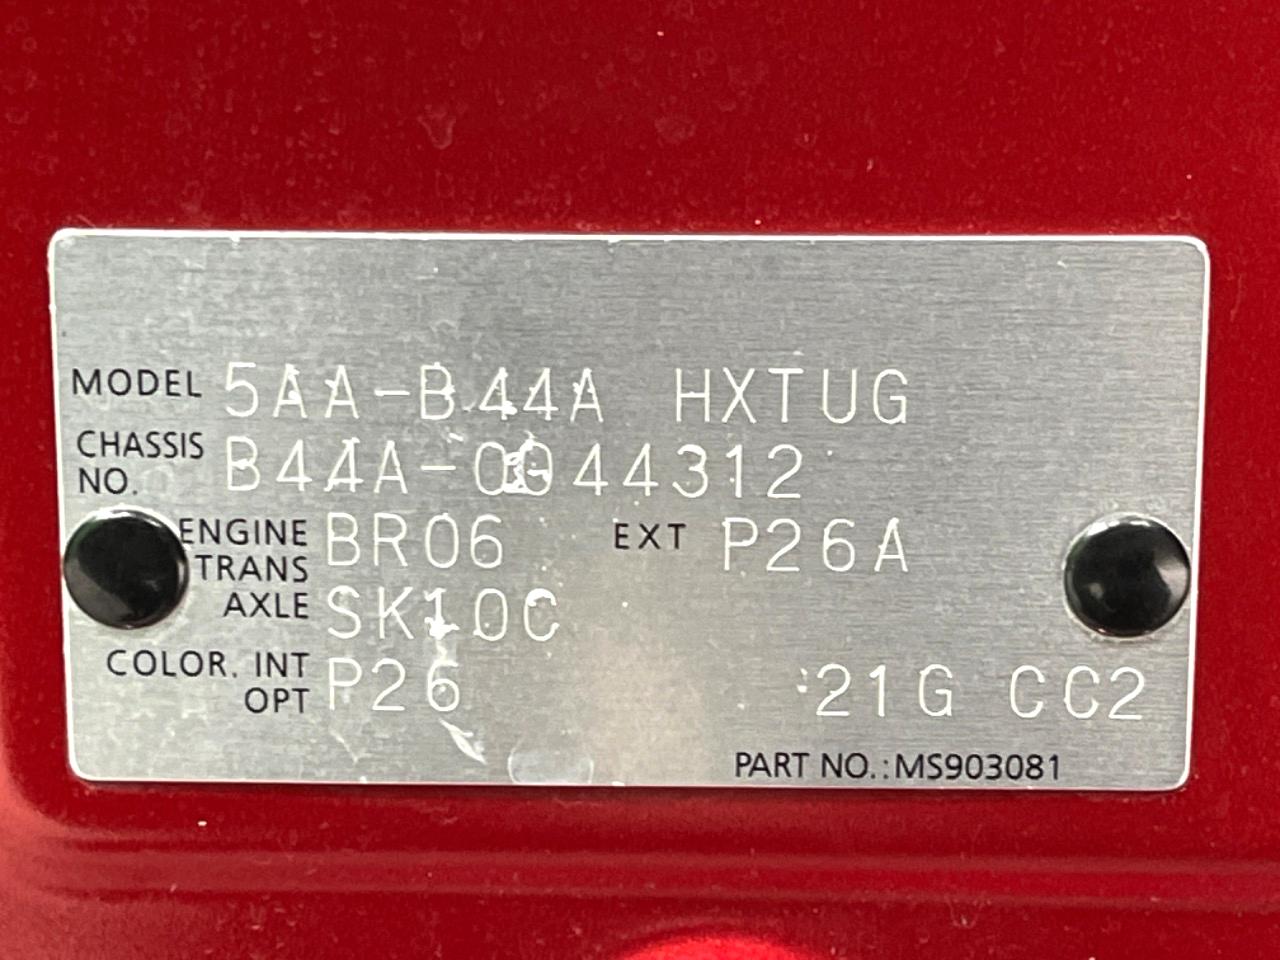 MODEL 5AA-B44A HXTUG
CHASSIS NO. B44A-0044312
ENGINE BR06 EXT P26A
TRANS AXLE SK10C
COLOR. INT OPT P26 21G CC2
PART NO.:MS903081